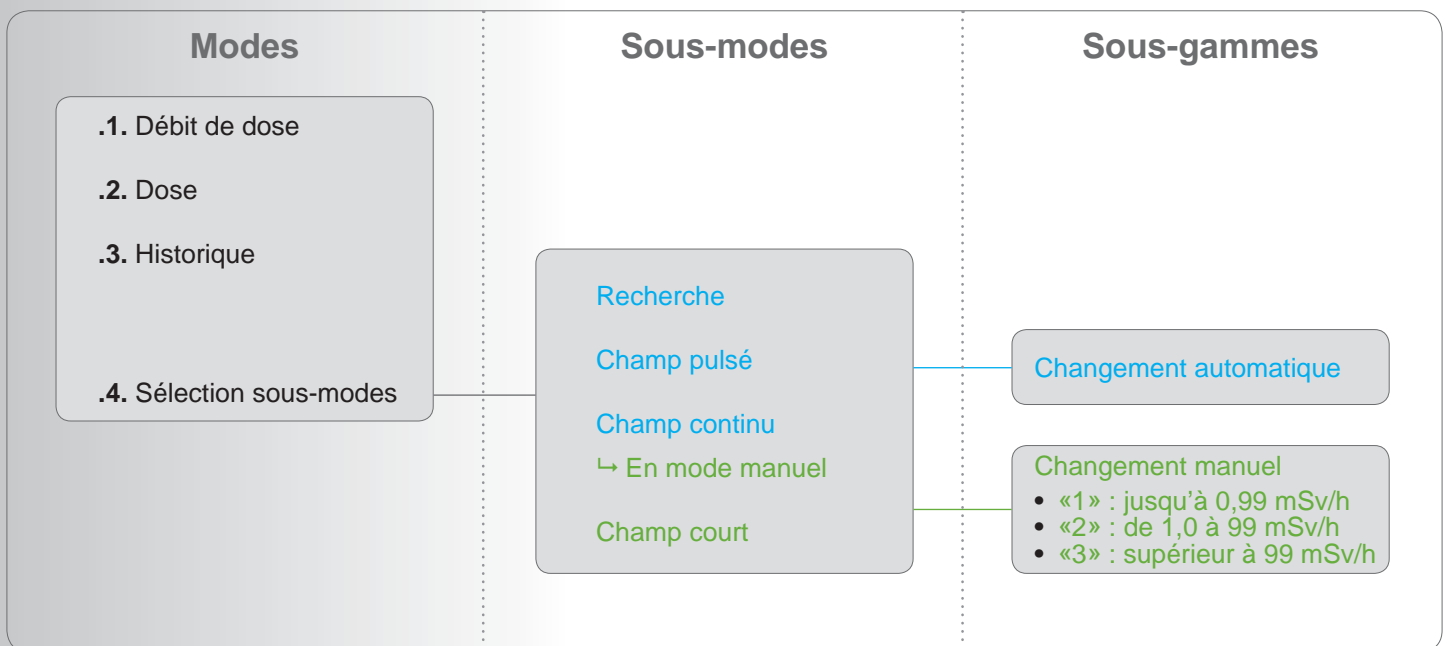 Modes
.1. Débit de dose
.2. Dose
.3. Historique
.4. Sélection sous-modes
Sous-modes
Recherche
Champ pulsé
Champ continu
↪ En mode manuel
Champ court
Sous-gammes
Changement automatique
Changement manuel
• «1» : jusqu’à 0,99 mSv/h
• «2» : de 1,0 à 99 mSv/h
• «3» : supérieur à 99 mSv/h